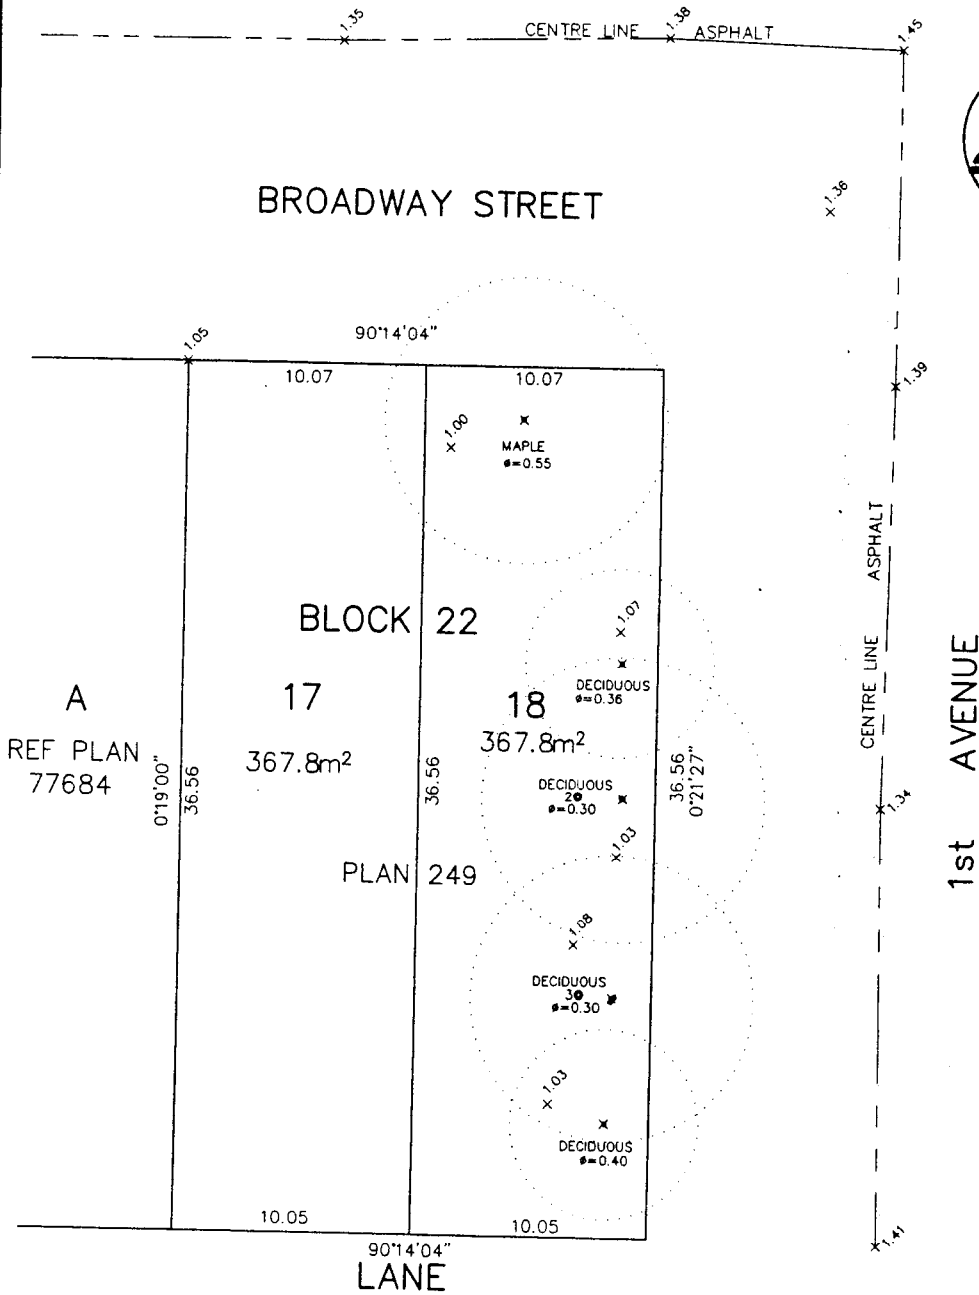 1.35
CENTRE LINE
1.38
ASPHALT
1.45
BROADWAY STREET
1.36
1.05
90°14'04"
10.07
10.07
1.39
1.00
MAPLE
ø=0.55
CENTRE LINE ASPHALT
1.07
BLOCK 22
DECIDUOUS
ø=0.36
A
17
18
REF PLAN
77684
367.8m²
367.8m²
0°19'00"
36.56
36.56
36.56
0°21'27"
DECIDUOUS
2@
ø=0.30
1.34
1st AVENUE
1.03
PLAN 249
1.08
DECIDUOUS
3@
ø=0.30
1.03
DECIDUOUS
ø=0.40
10.05
10.05
1.41
90°14'04"
LANE